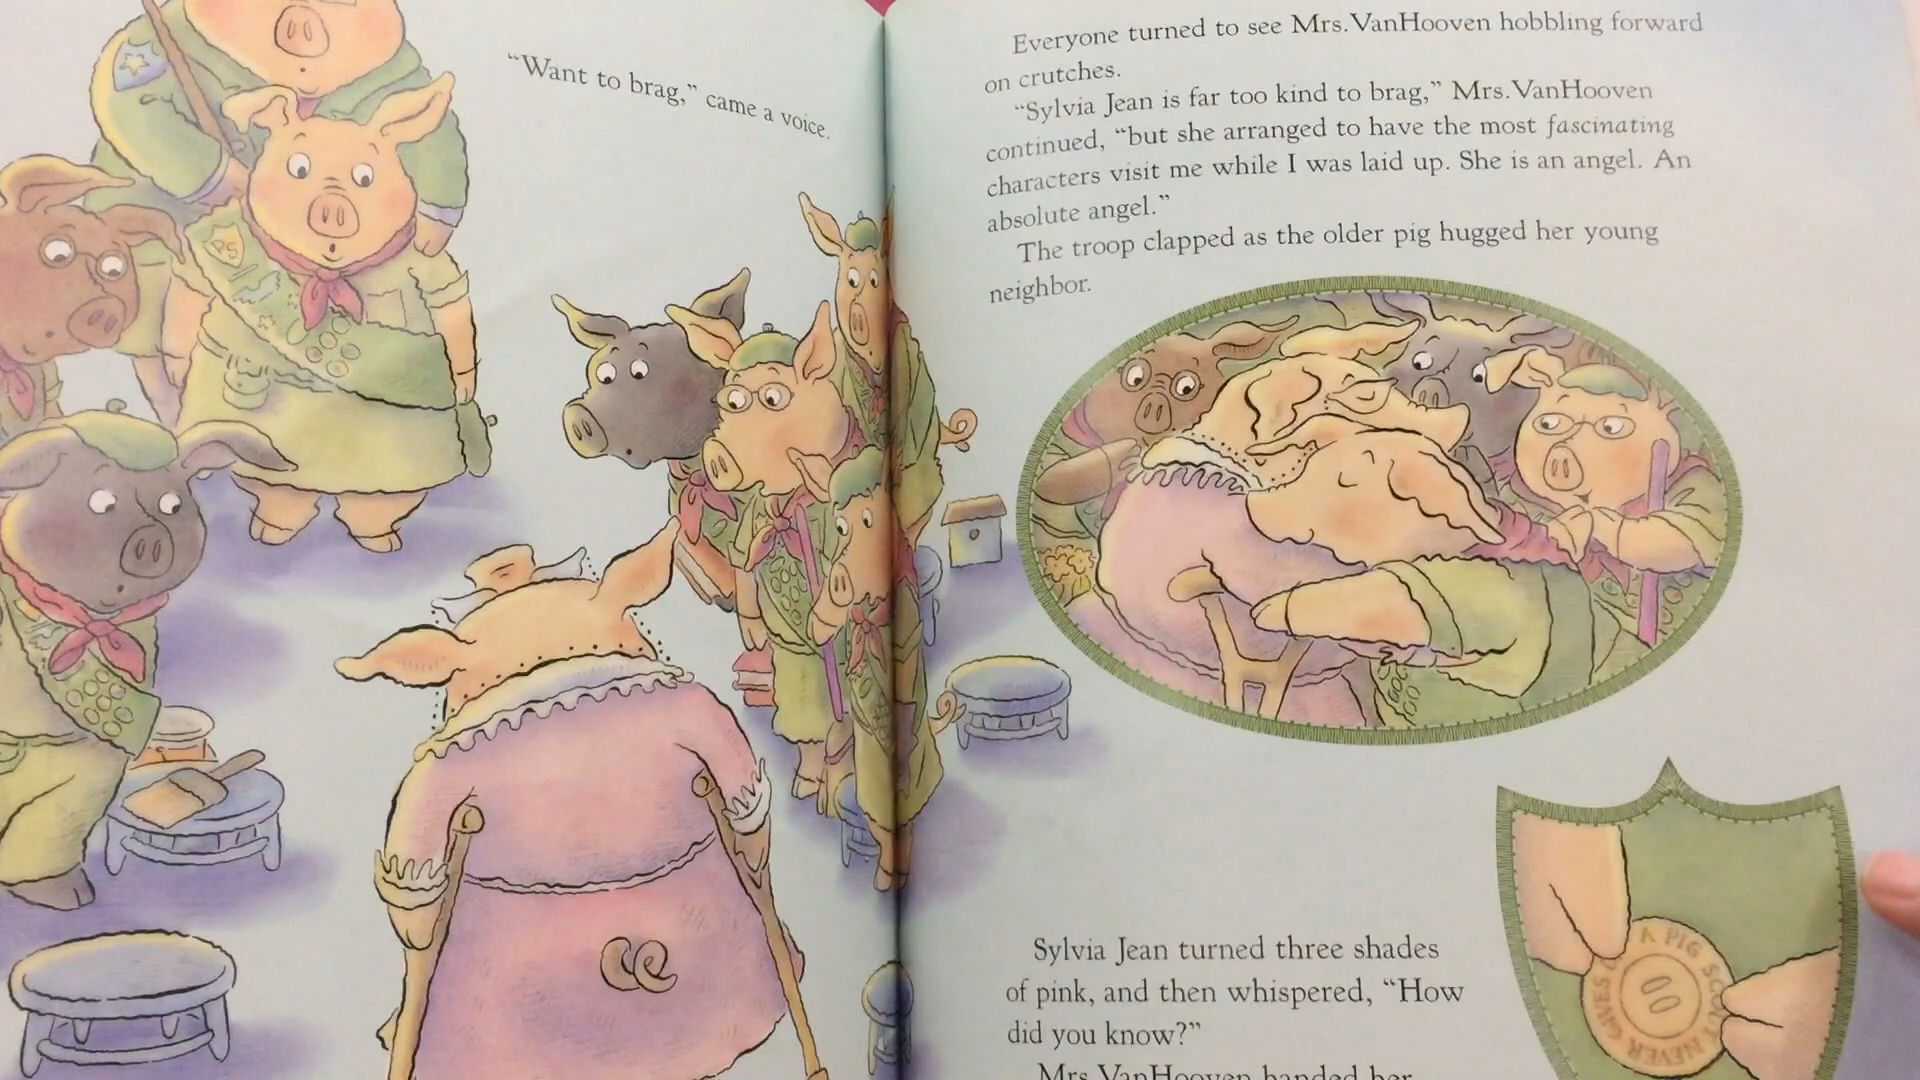 “Want to brag,” came a voice.
Everyone turned to see Mrs. VanHooven hobbling forward
on crutches.
“Sylvia Jean is far too kind to brag,” Mrs. VanHooven
continued, “but she arranged to have the most fascinating
characters visit me while I was laid up. She is an angel. An
absolute angel.”
The troop clapped as the older pig hugged her young
neighbor.
Sylvia Jean turned three shades
of pink, and then whispered, “How
did you know?”
Mrs. VanHooven handed her
PS
A PIG SCOUT NEVER GIVES